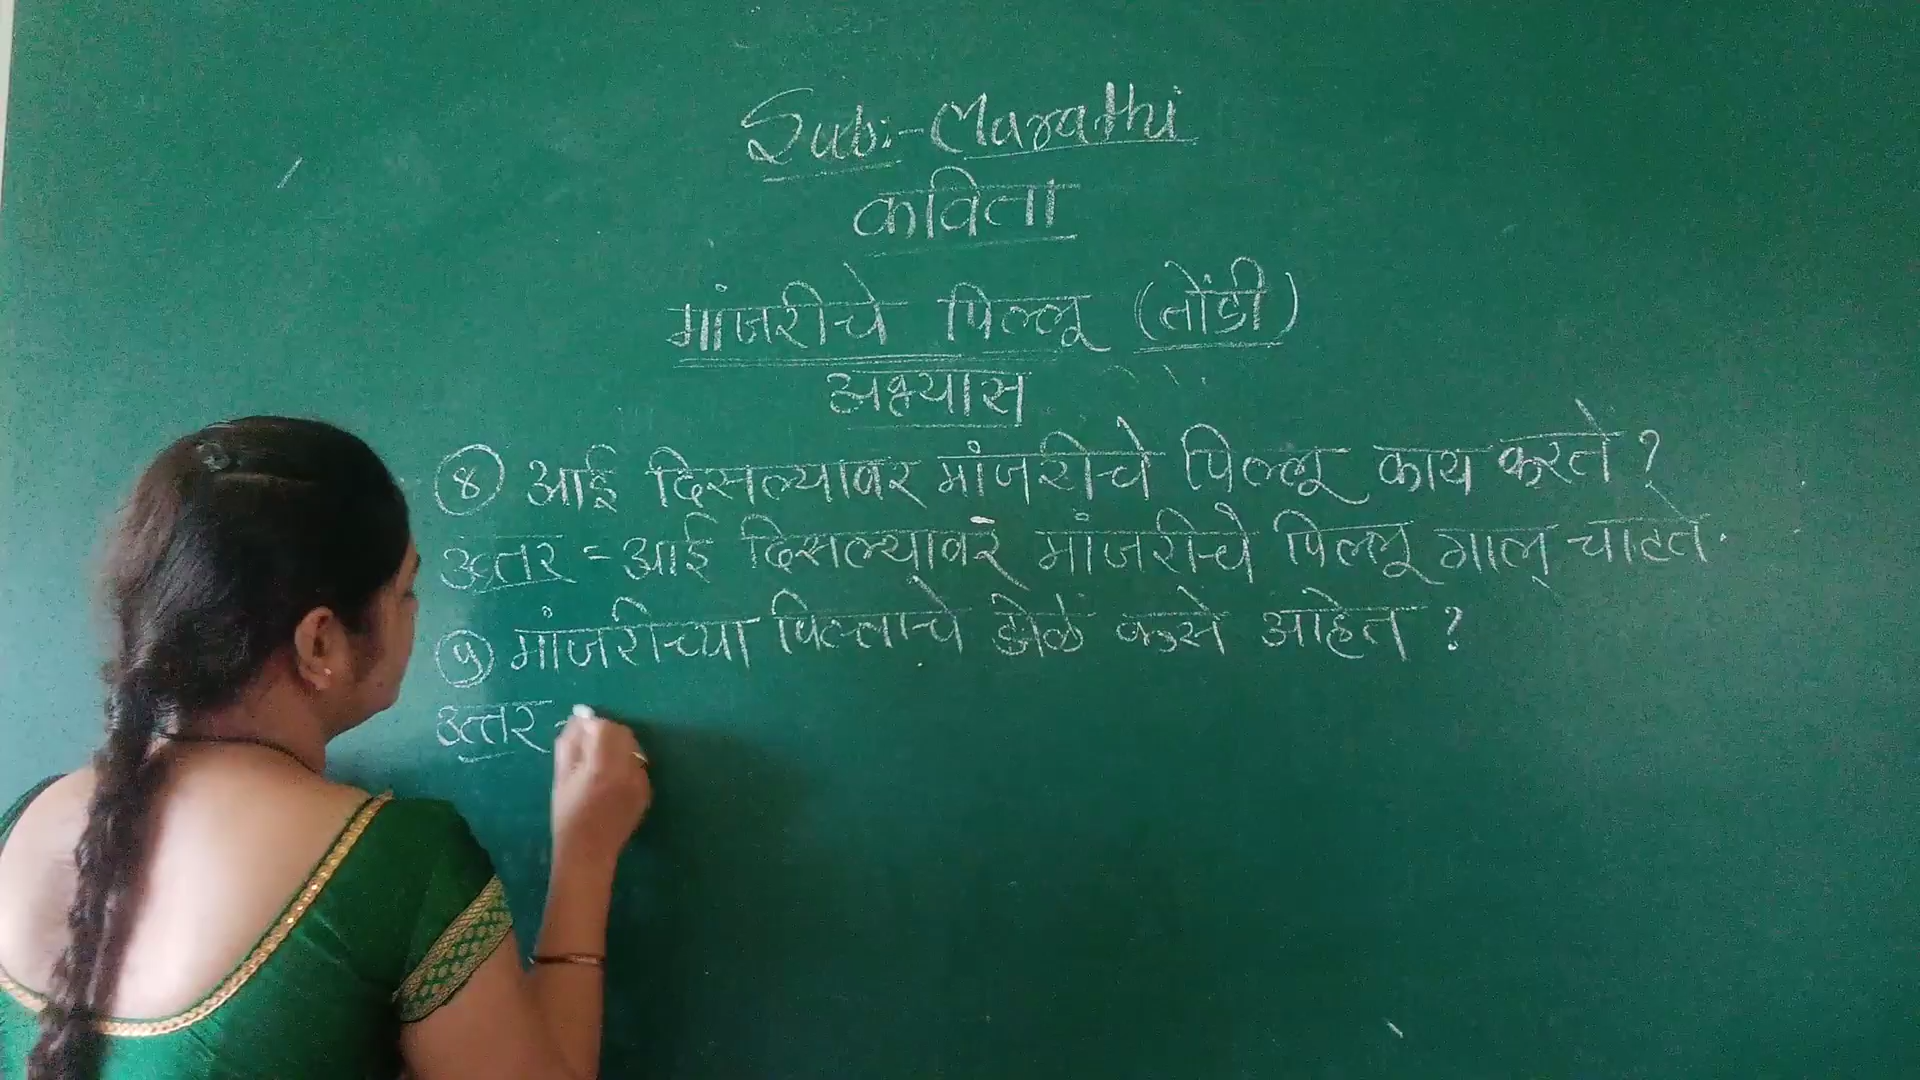 Sub:- Marathi
कविता
मांजरीचे पिल्लू (तोंडी)
अभ्यास
४ आई दिसल्यावर मांजरीचे पिल्लू काय करते ?
उत्तर = आई दिसल्यावर मांजरीचे पिल्लू गाल् चाटते.
५ मांजरीच्या पिल्लाचे डोळे कसे आहेत ?
उत्तर -